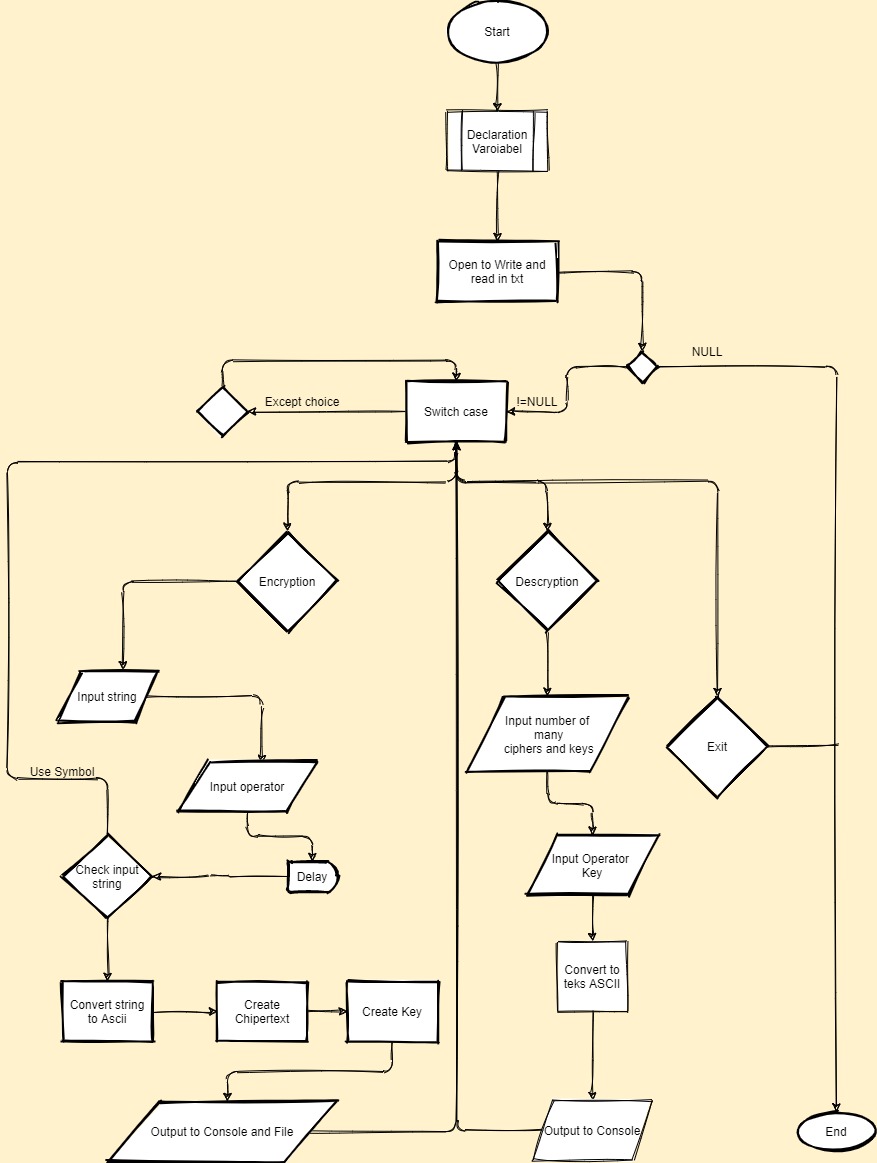 Start
Declaration
Varoiabel
Open to Write and
read in txt
NULL
Except choice
Switch case
!=NULL
Encryption
Descryption
Input string
Input number of
many
ciphers and keys
Exit
Use Symbol
Input operator
Check input
string
Delay
Input Operator
Key
Convert string
to Ascii
Create
Chipertext
Create Key
Convert to
teks ASCII
Output to Console and File
Output to Console
End